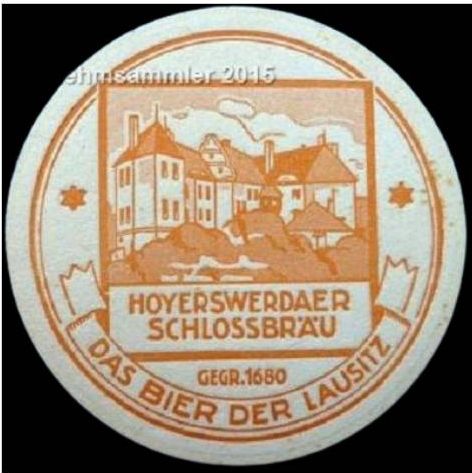 ehmsammler 2015
HOYERSWERDAER
SCHLOSSBRÄU
GEGR.1680
DAS BIER DER LAUSITZ